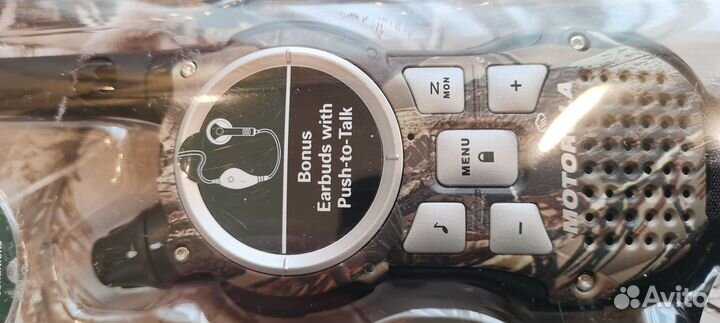 Bonus
Earbuds with
Push-to-Talk
MON
MENU
+
-
MOTOROLA
Avito